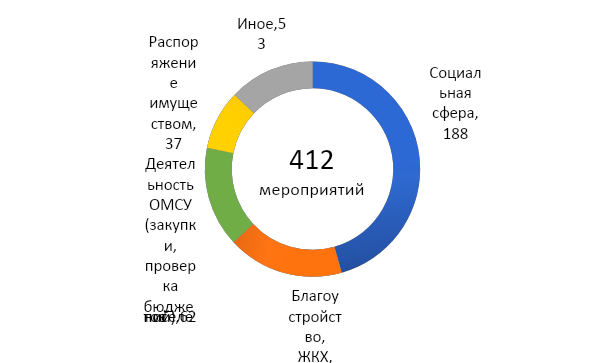 Иное,5
3
Распор
яжени
е
имуще
ством,
37
Социал
ьная
сфера,
188
412
мероприятий
Деятел
ьность
ОМСУ
(закупк
и,
провер
ка
бюдже
62
Благоу
стройст
во,
ЖКХ,